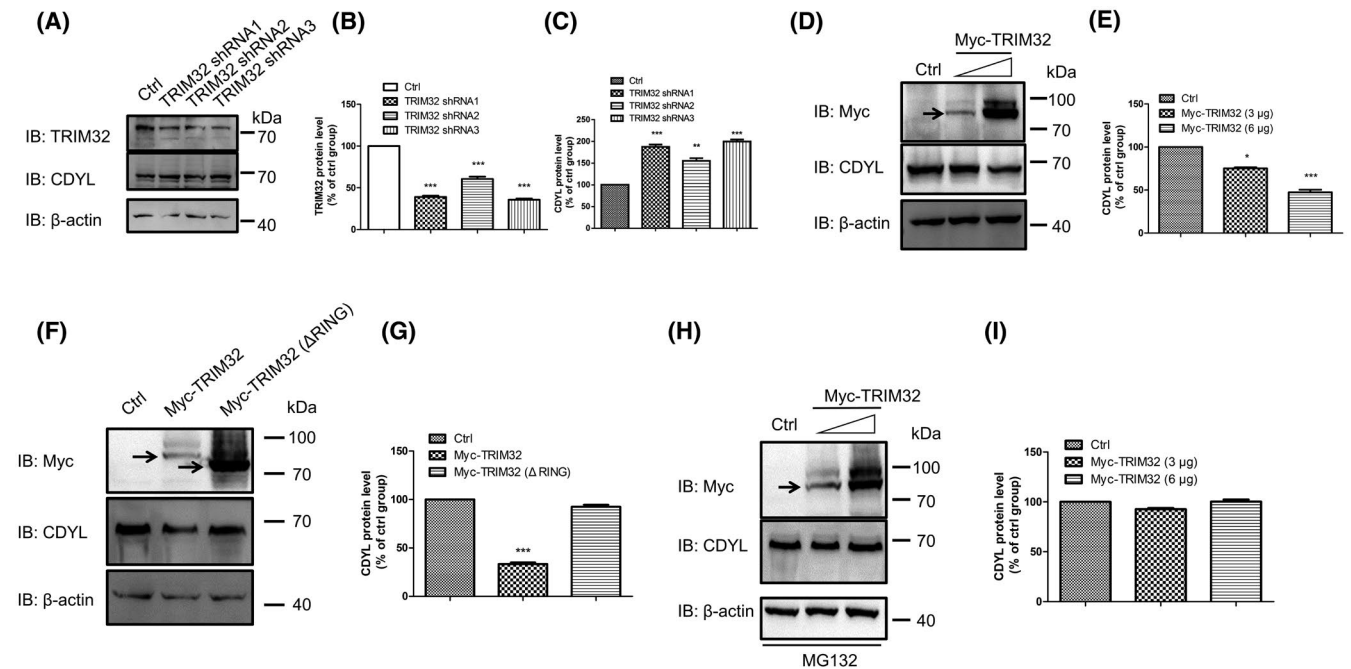 (A)
Ctrl
TRIM32 shRNA1
TRIM32 shRNA2
TRIM32 shRNA3
kDa
IB: TRIM32
70
IB: CDYL
70
IB: β-actin
40
(B)
Ctrl
TRIM32 shRNA1
TRIM32 shRNA2
TRIM32 shRNA3
TRIM32 protein level
(% of ctrl group)
150
100
50
0
***
***
***
(C)
Ctrl
TRIM32 shRNA1
TRIM32 shRNA2
TRIM32 shRNA3
CDYL protein level
(% of ctrl group)
250
200
150
100
50
0
***
**
***
(D)
Myc-TRIM32
Ctrl
kDa
IB: Myc
100
70
IB: CDYL
70
IB: β-actin
40
(E)
Ctrl
Myc-TRIM32 (3 μg)
Myc-TRIM32 (6 μg)
CDYL protein level
(% of ctrl group)
150
100
50
0
*
***
(F)
Ctrl
Myc-TRIM32
Myc-TRIM32 (ΔRING)
kDa
IB: Myc
100
70
IB: CDYL
70
IB: β-actin
40
(G)
Ctrl
Myc-TRIM32
Myc-TRIM32 (Δ RING)
CDYL protein level
(% of ctrl group)
150
100
50
0
***
(H)
Myc-TRIM32
Ctrl
kDa
IB: Myc
100
70
IB: CDYL
70
IB: β-actin
40
MG132
(I)
Ctrl
Myc-TRIM32 (3 μg)
Myc-TRIM32 (6 μg)
CDYL protein level
(% of ctrl group)
150
100
50
0